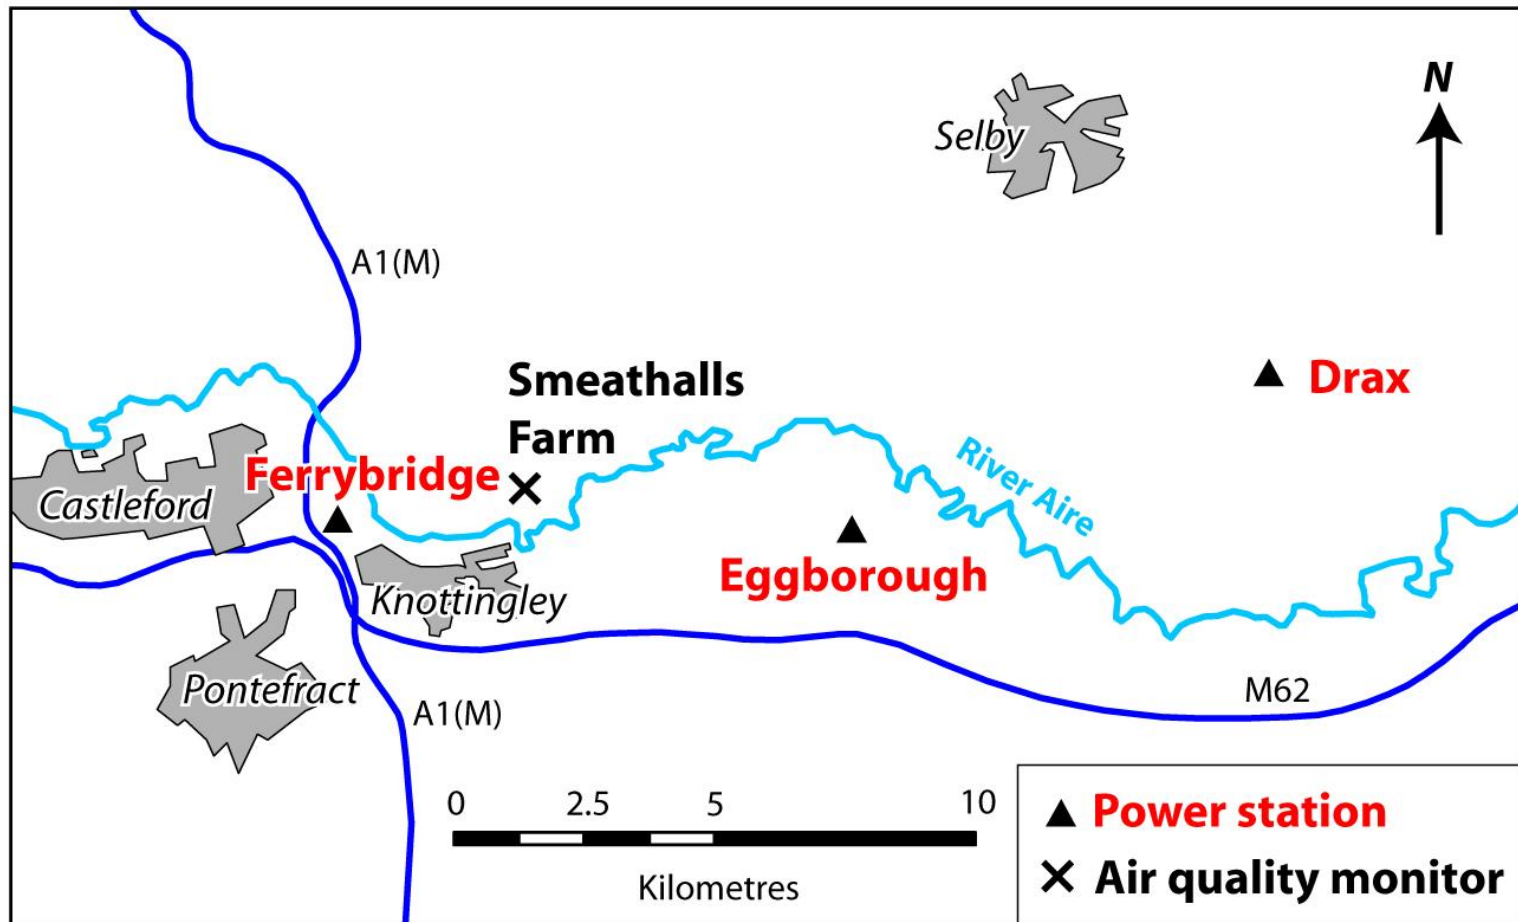 N
Selby
A1(M)
Smeathalls
Farm
Drax
Ferrybridge
Castleford
River Aire
Eggborough
Knottingley
Pontefract
M62
A1(M)
0 2.5 5 10
Kilometres
Power station
Air quality monitor